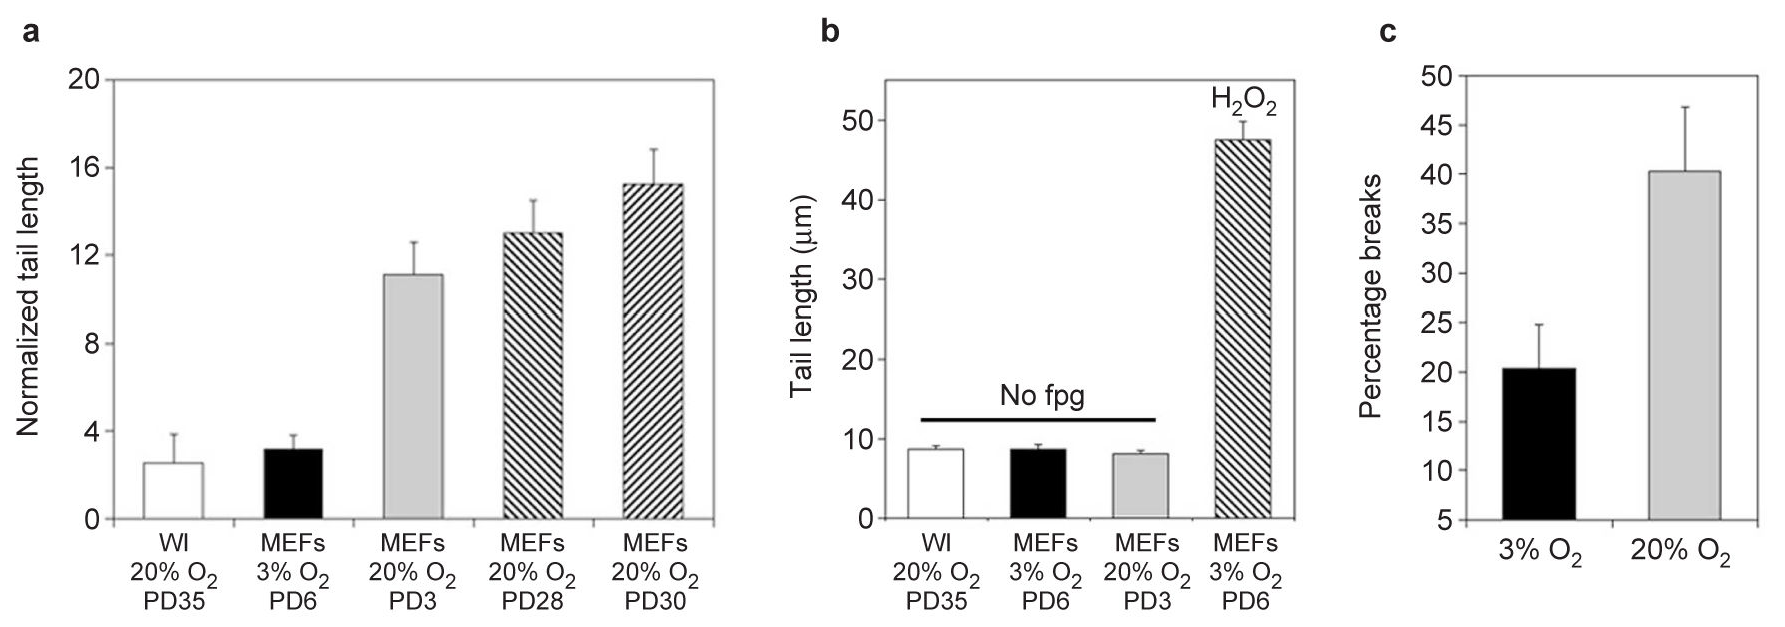 a
Normalized tail length
20
16
12
8
4
0
WI
20% O2
PD35
MEFs
3% O2
PD6
MEFs
20% O2
PD3
MEFs
20% O2
PD28
MEFs
20% O2
PD30
b
Tail length (μm)
50
40
30
20
10
0
No fpg
H2O2
WI
20% O2
PD35
MEFs
3% O2
PD6
MEFs
20% O2
PD3
MEFs
3% O2
PD6
c
Percentage breaks
50
45
40
35
30
25
20
15
10
5
3% O2
20% O2